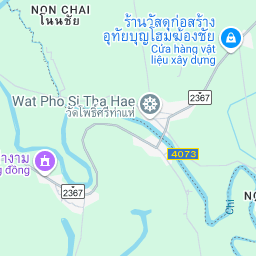 NON CHAI
โนนชัย
ร้านวัสดุก่อสร้าง
อุทัยบุญโฮมฆ้องชัย
Cửa hàng vật
liệu xây dựng
2367
Wat Pho Si Tha Hae
วัดโพธิ์ศรีท่าแห่
4073
2367
Chi